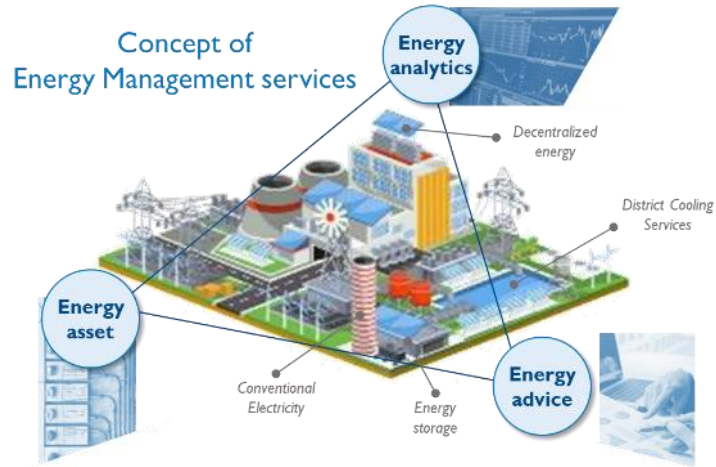 Concept of
Energy Management services
Energy
analytics
Decentralized
energy
District Cooling
Services
Energy
asset
Conventional
Electricity
Energy
storage
Energy
advice